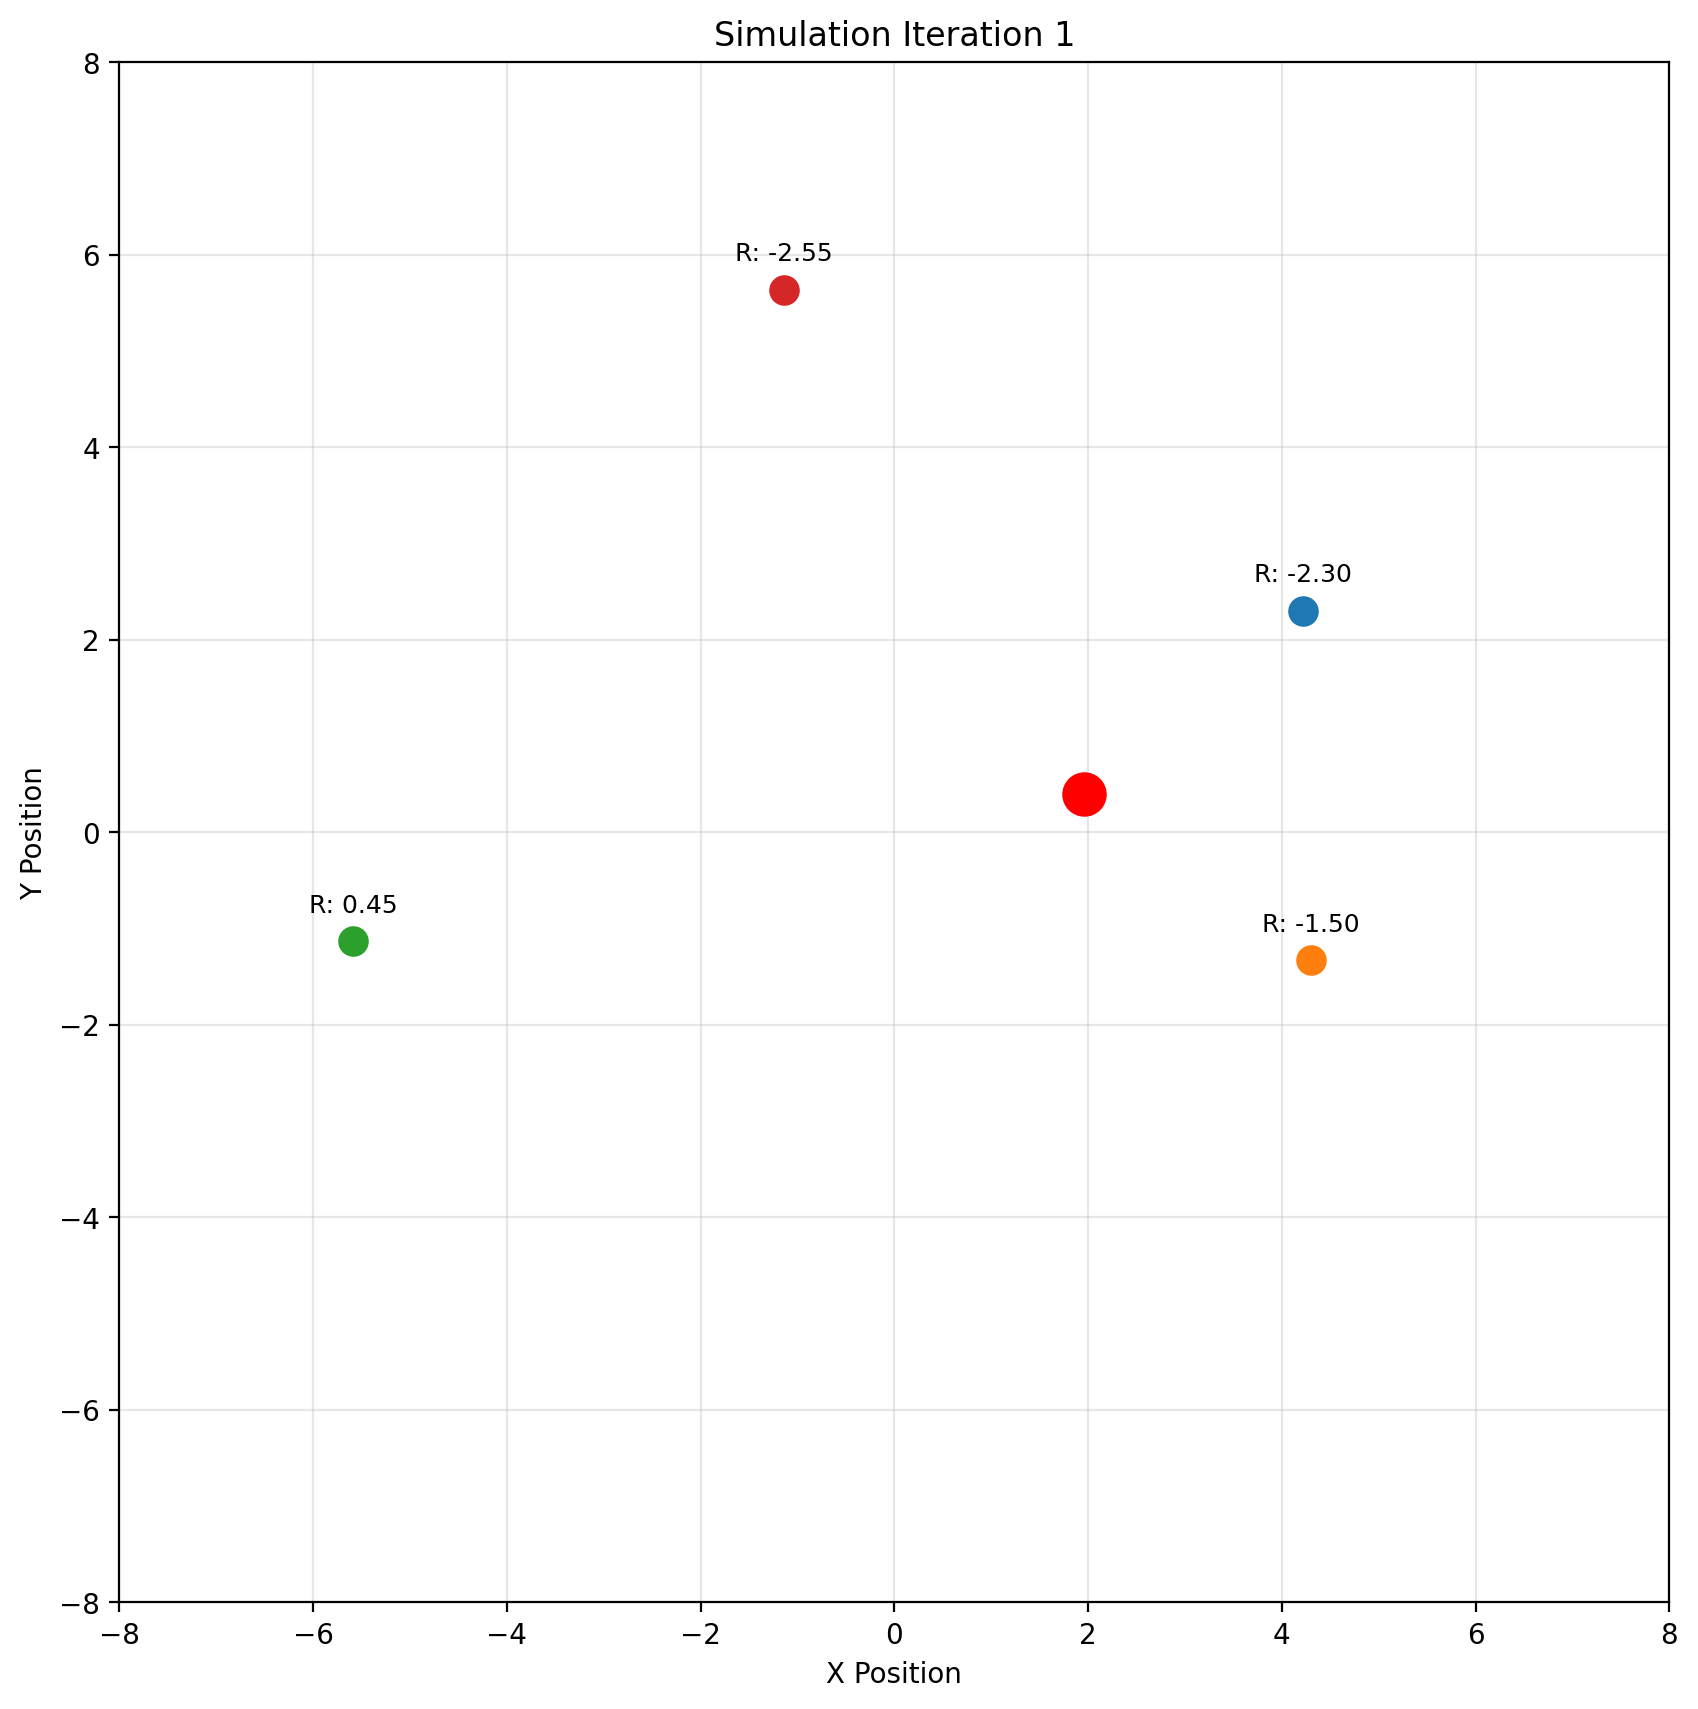 Simulation Iteration 1
8
6
4
2
0
−2
−4
−6
−8
Y Position
R: -2.55
R: -2.30
R: 0.45
R: -1.50
−8 −6 −4 −2 0 2 4 6 8
X Position